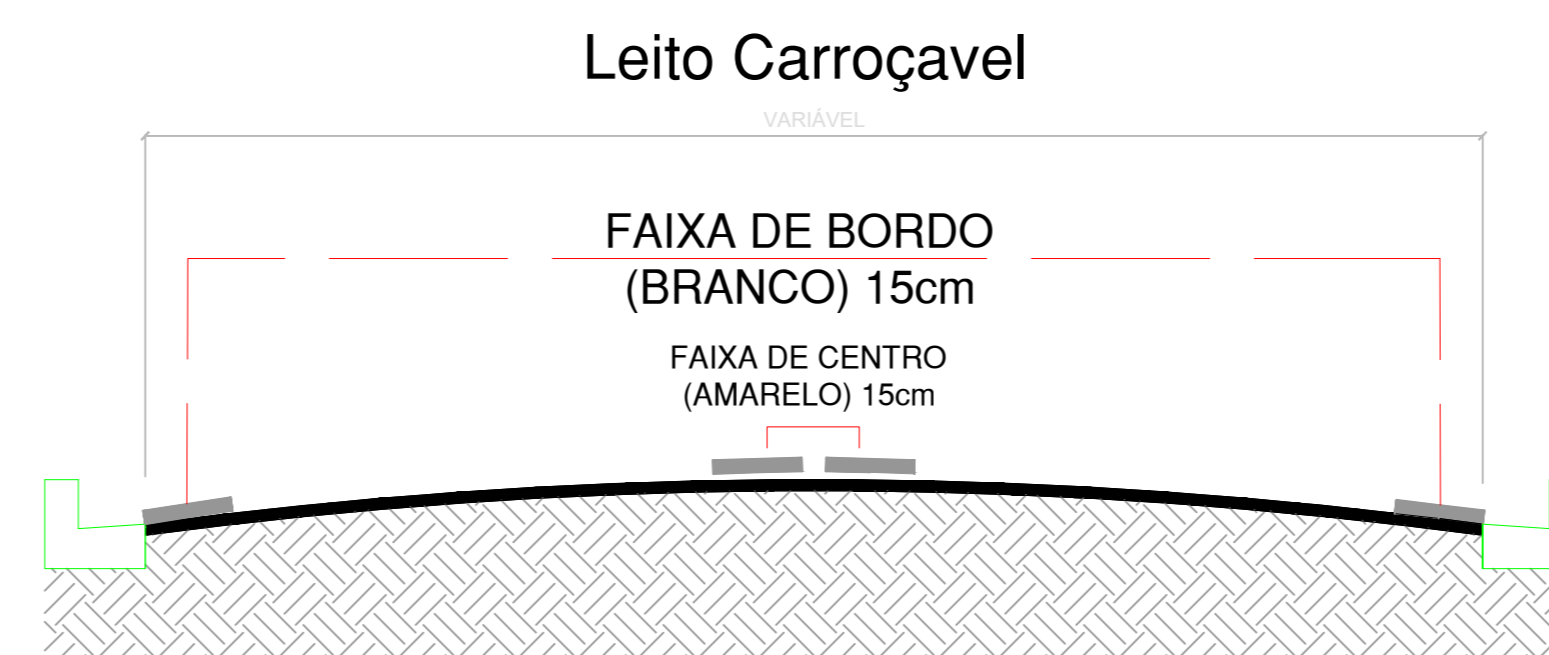 Leito Carroçavel
VARIÁVEL
FAIXA DE BORDO
(BRANCO) 15cm
FAIXA DE CENTRO
(AMARELO) 15cm